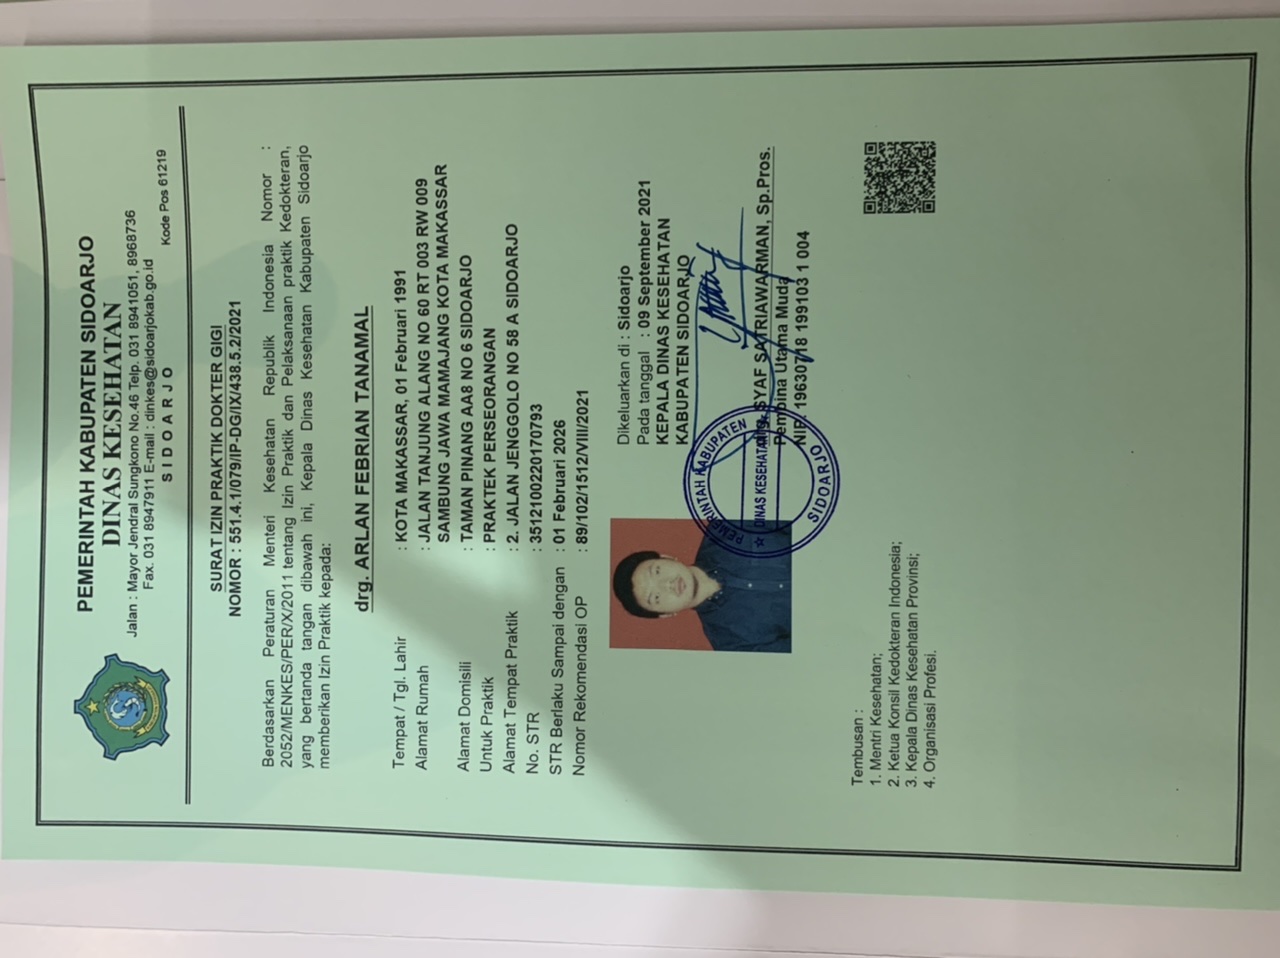 PEMERINTAH KABUPATEN SIDOARJO
DINAS KESEHATAN
Jalan : Mayor Jendral Sungkono No.46 Telp. 031 8941051, 8968736
Fax. 031 8947911 E-mail : dinkes@sidoarjokab.go.id
SIDOARJO
Kode Pos 61219
SURAT IZIN PRAKTIK DOKTER GIGI
NOMOR : 551.4.1/079/IP-DG/IX/438.5.2/2021
Berdasarkan Peraturan Menteri Kesehatan Republik Indonesia Nomor :
2052/MENKES/PER/X/2011 tentang Izin Praktik dan Pelaksanaan praktik Kedokteran,
yang bertanda tangan dibawah ini, Kepala Dinas Kesehatan Kabupaten Sidoarjo
memberikan Izin Praktik kepada:
drg. ARLAN FEBRIAN TANAMAL
Tempat / Tgl. Lahir : KOTA MAKASSAR, 01 Februari 1991
Alamat Rumah : JALAN TANJUNG ALANG NO 60 RT 003 RW 009
SAMBUNG JAWA MAMAJANG KOTA MAKASSAR
Alamat Domisili : TAMAN PINANG AA8 NO 6 SIDOARJO
Untuk Praktik : PRAKTEK PERSEORANGAN
Alamat Tempat Praktik : 2. JALAN JENGGOLO NO 58 A SIDOARJO
No. STR : 3512100220170793
STR Berlaku Sampai dengan : 01 Februari 2026
Nomor Rekomendasi OP : 89/102/1512/VIII/2021
Dikeluarkan di : Sidoarjo
Pada tanggal : 09 September 2021
KEPALA DINAS KESEHATAN
KABUPATEN SIDOARJO
PEMERINTAH KABUPATEN
DINAS KESEHATAN
SIDOARJO
SYAF SATRIAWARMAN, Sp.Pros.
Pembina Utama Muda
NIP. 19630718 199103 1 004
Tembusan :
1. Mentri Kesehatan;
2. Ketua Konsil Kedokteran Indonesia;
3. Kepala Dinas Kesehatan Provinsi;
4. Organisasi Profesi.